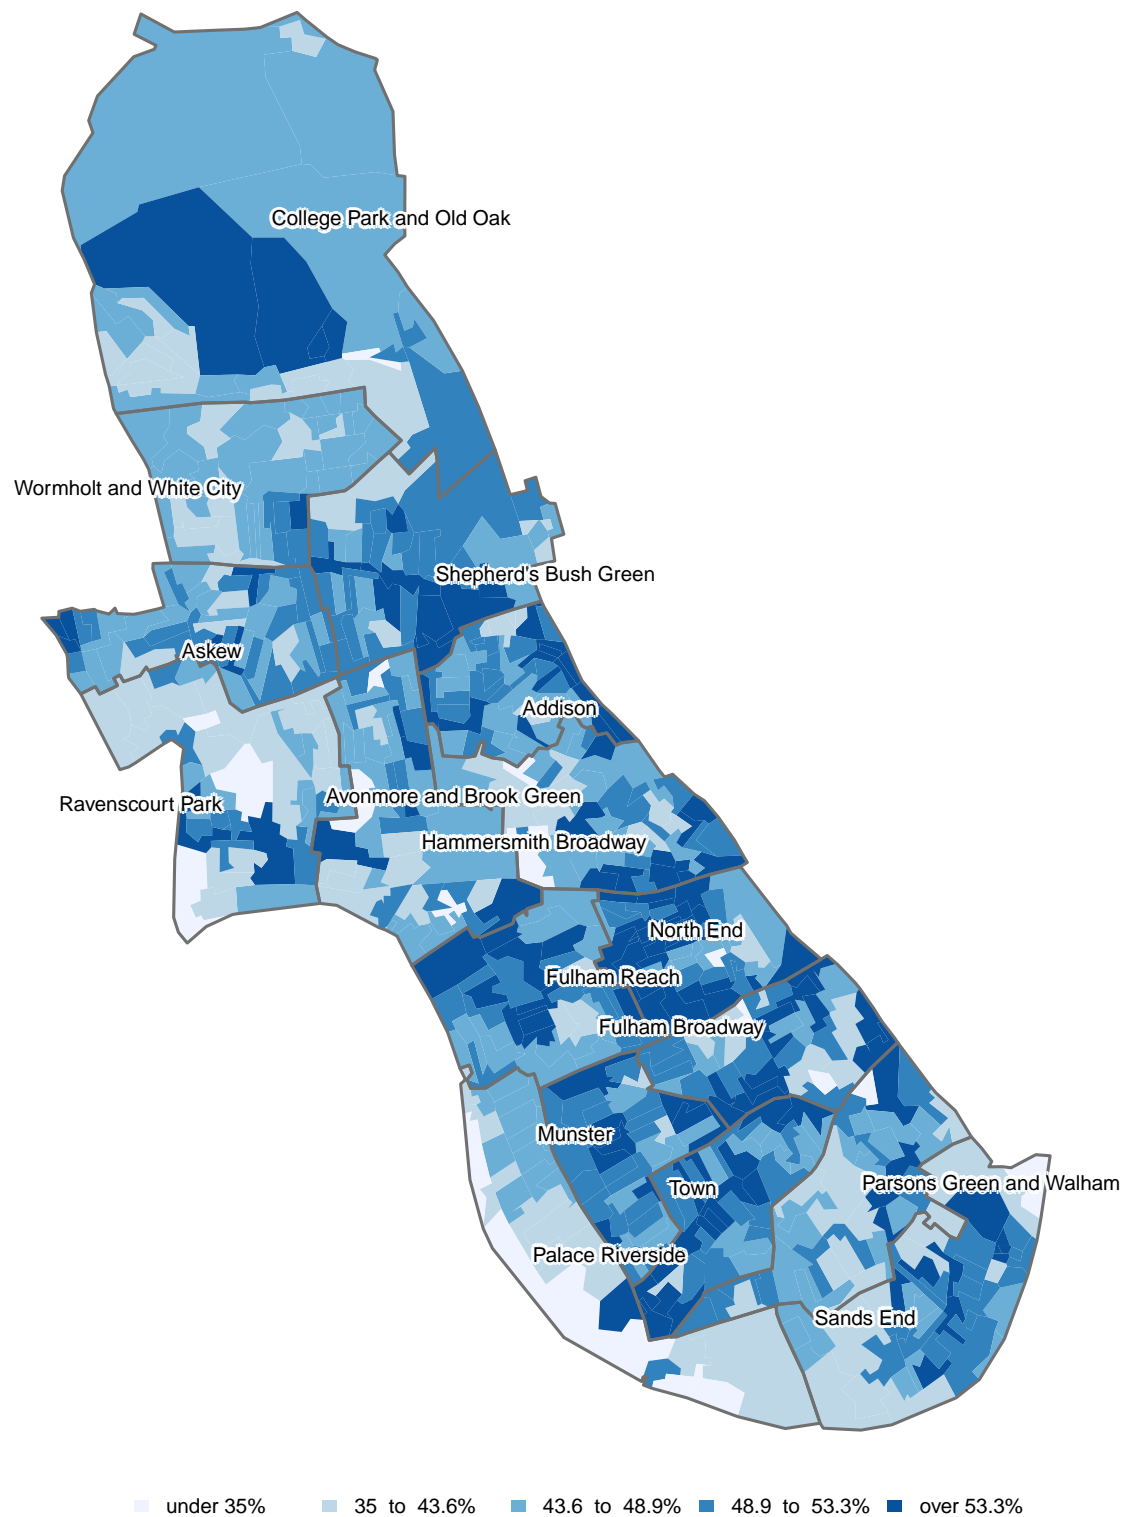 College Park and Old Oak
Wormholt and White City
Shepherd's Bush Green
Askew
Addison
Ravenscourt Park
Avonmore and Brook Green
Hammersmith Broadway
North End
Fulham Reach
Fulham Broadway
Munster
Parsons Green and Walham
Town
Palace Riverside
Sands End
under 35% 35 to 43.6% 43.6 to 48.9% 48.9 to 53.3% over 53.3%